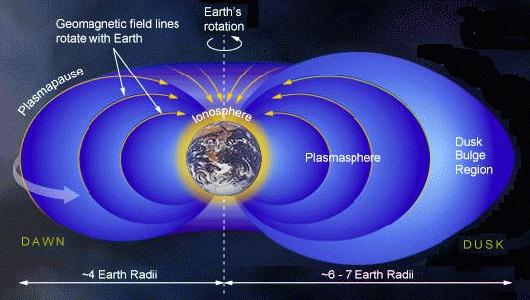 Earth's
rotation
Geomagnetic field lines
rotate with Earth
Plasmapause
Ionosphere
Plasmasphere
Dusk
Bulge
Region
DAWN
DUSK
~4 Earth Radii
~6 - 7 Earth Radii